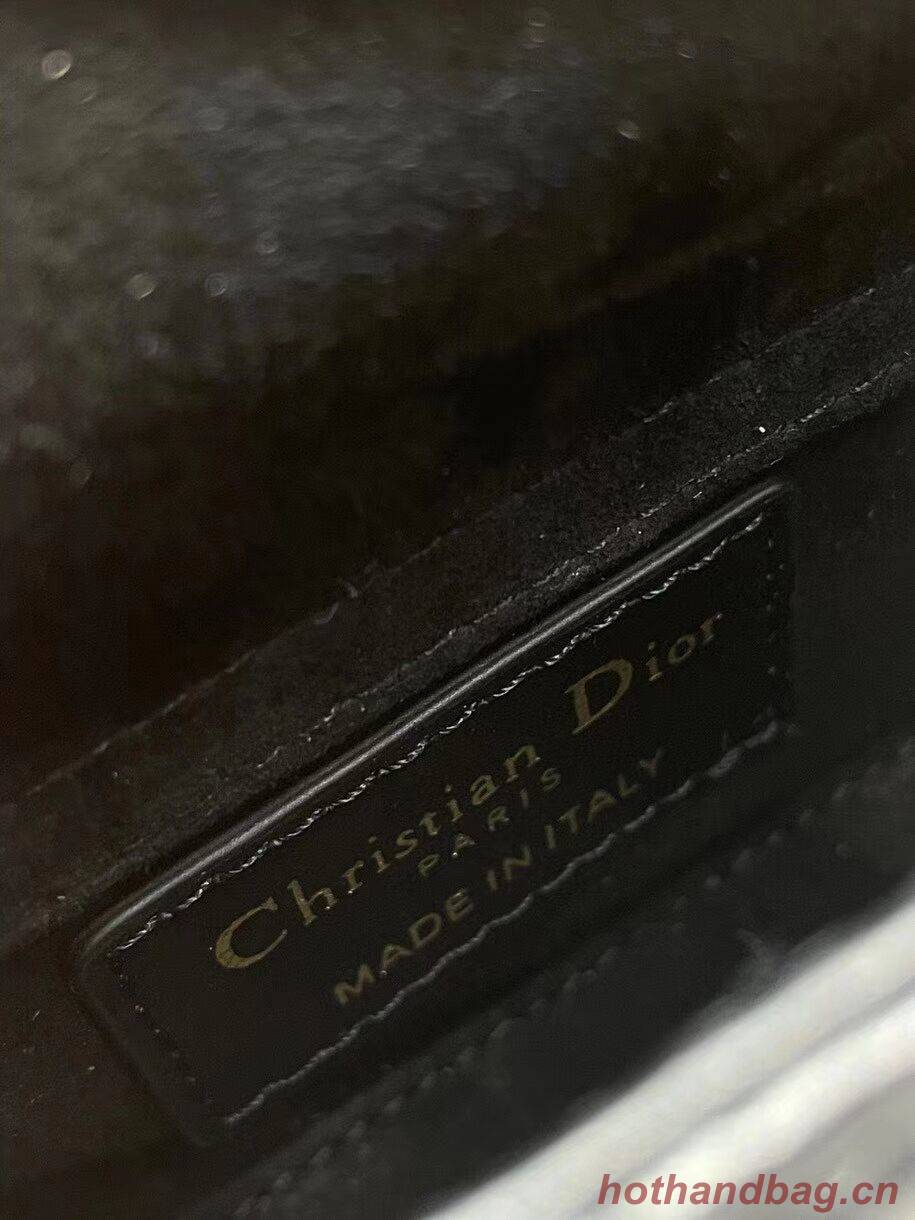 Christian Dior
PARIS
MADE IN ITALY
hothandbag.cn